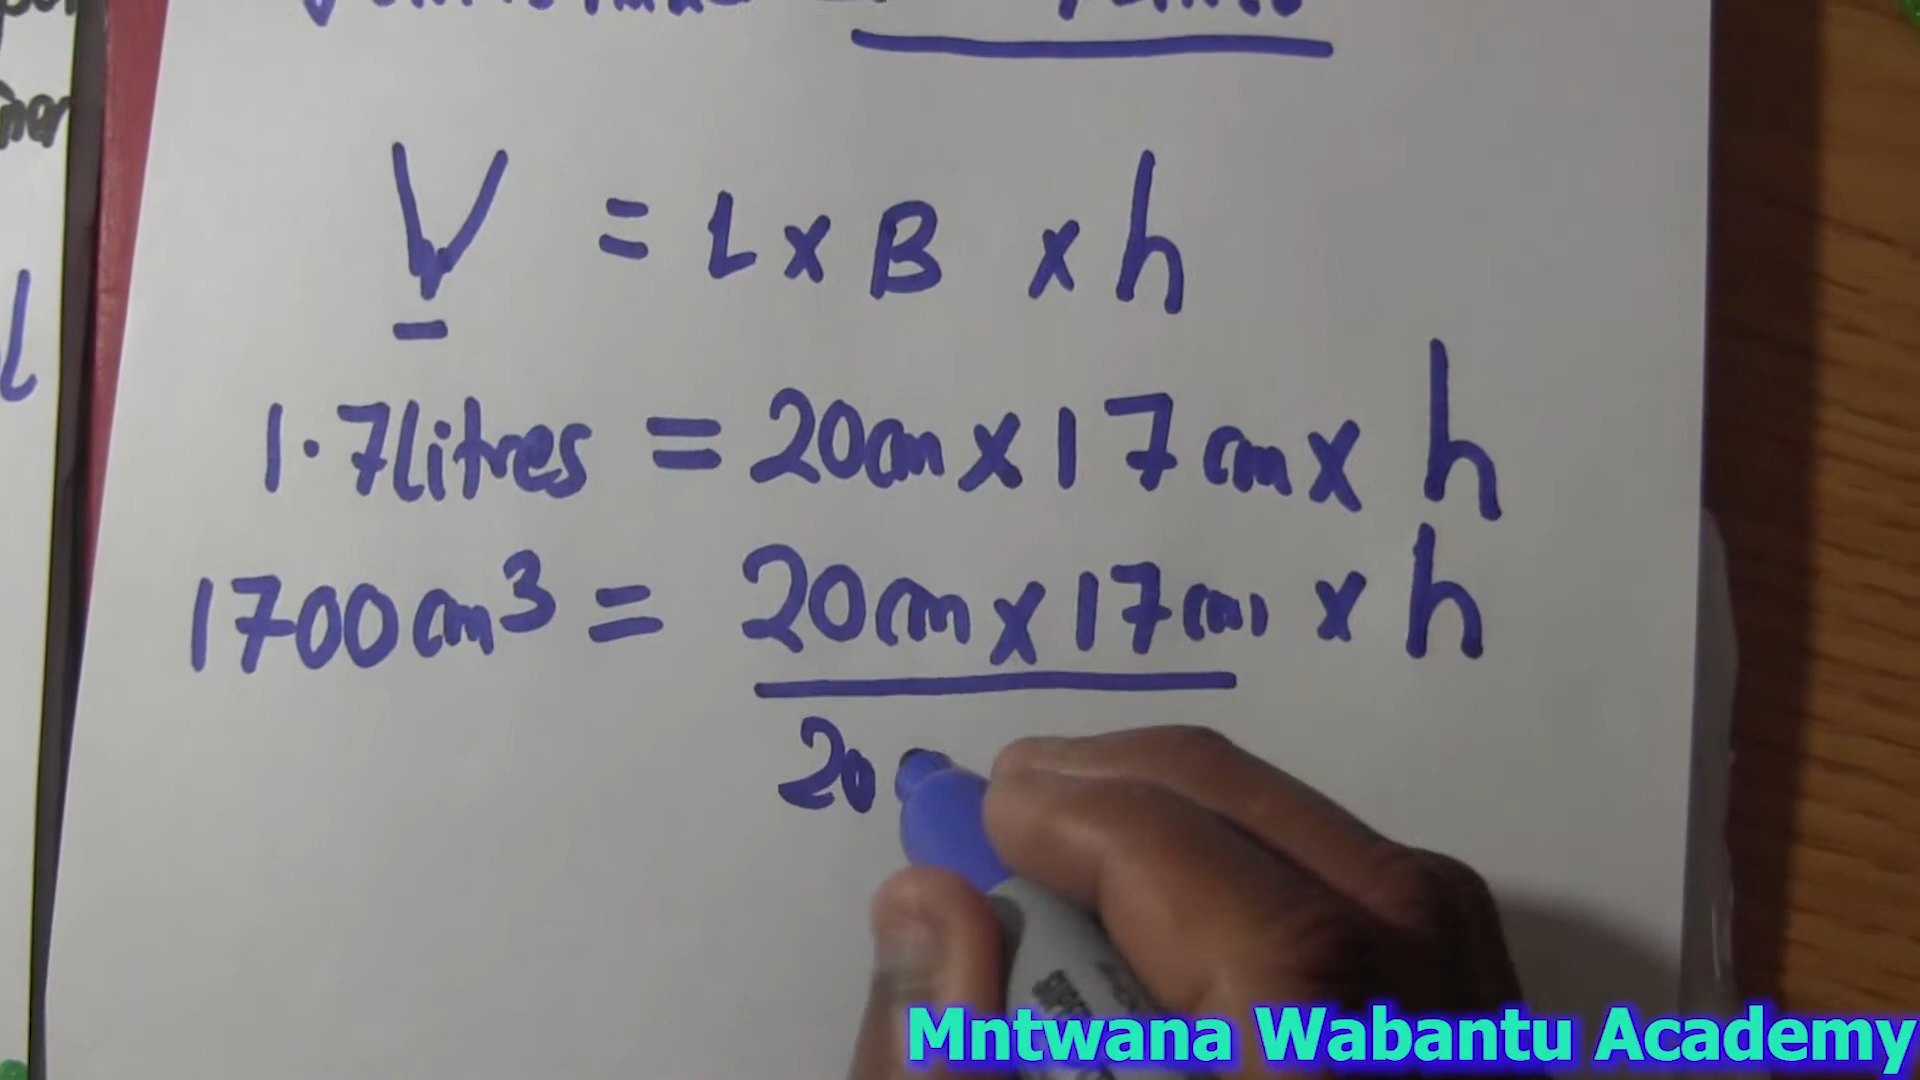 V = L x B x h
1.7litres = 20cm x 17cm x h
1700cm³ = 20cm x 17cm x h
20
l
Mntwana Wabantu Academy